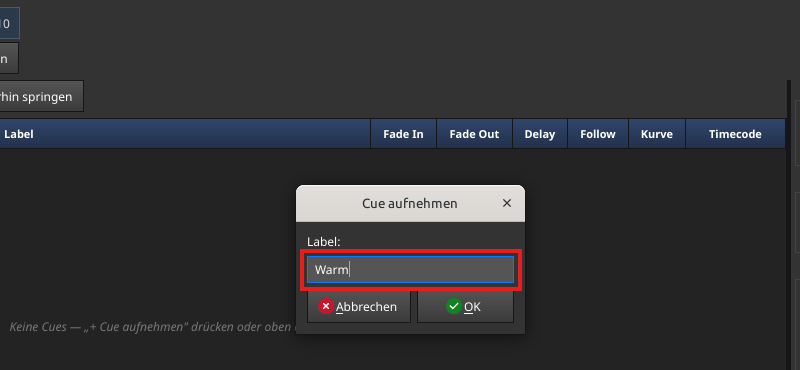 10
n
rhin springen
Label Fade In Fade Out Delay Follow Kurve Timecode
Cue aufnehmen
Label:
Warm
Abbrechen OK
Keine Cues — „+ Cue aufnehmen" drücken oder oben